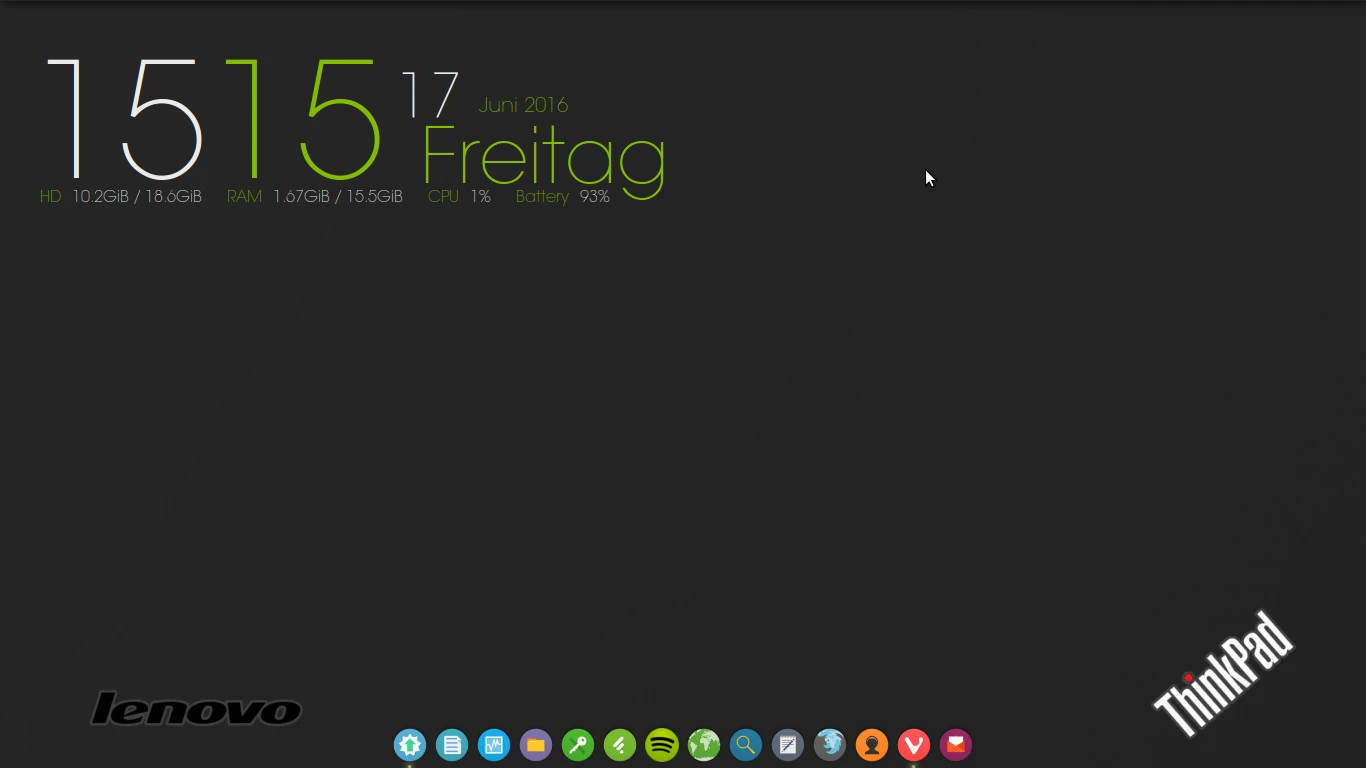 1515 17 Juni 2016
Freitag
HD 10.2GiB / 18.6GiB RAM 1.67GiB / 15.5GiB CPU 1% Battery 93%
ThinkPad
lenovo